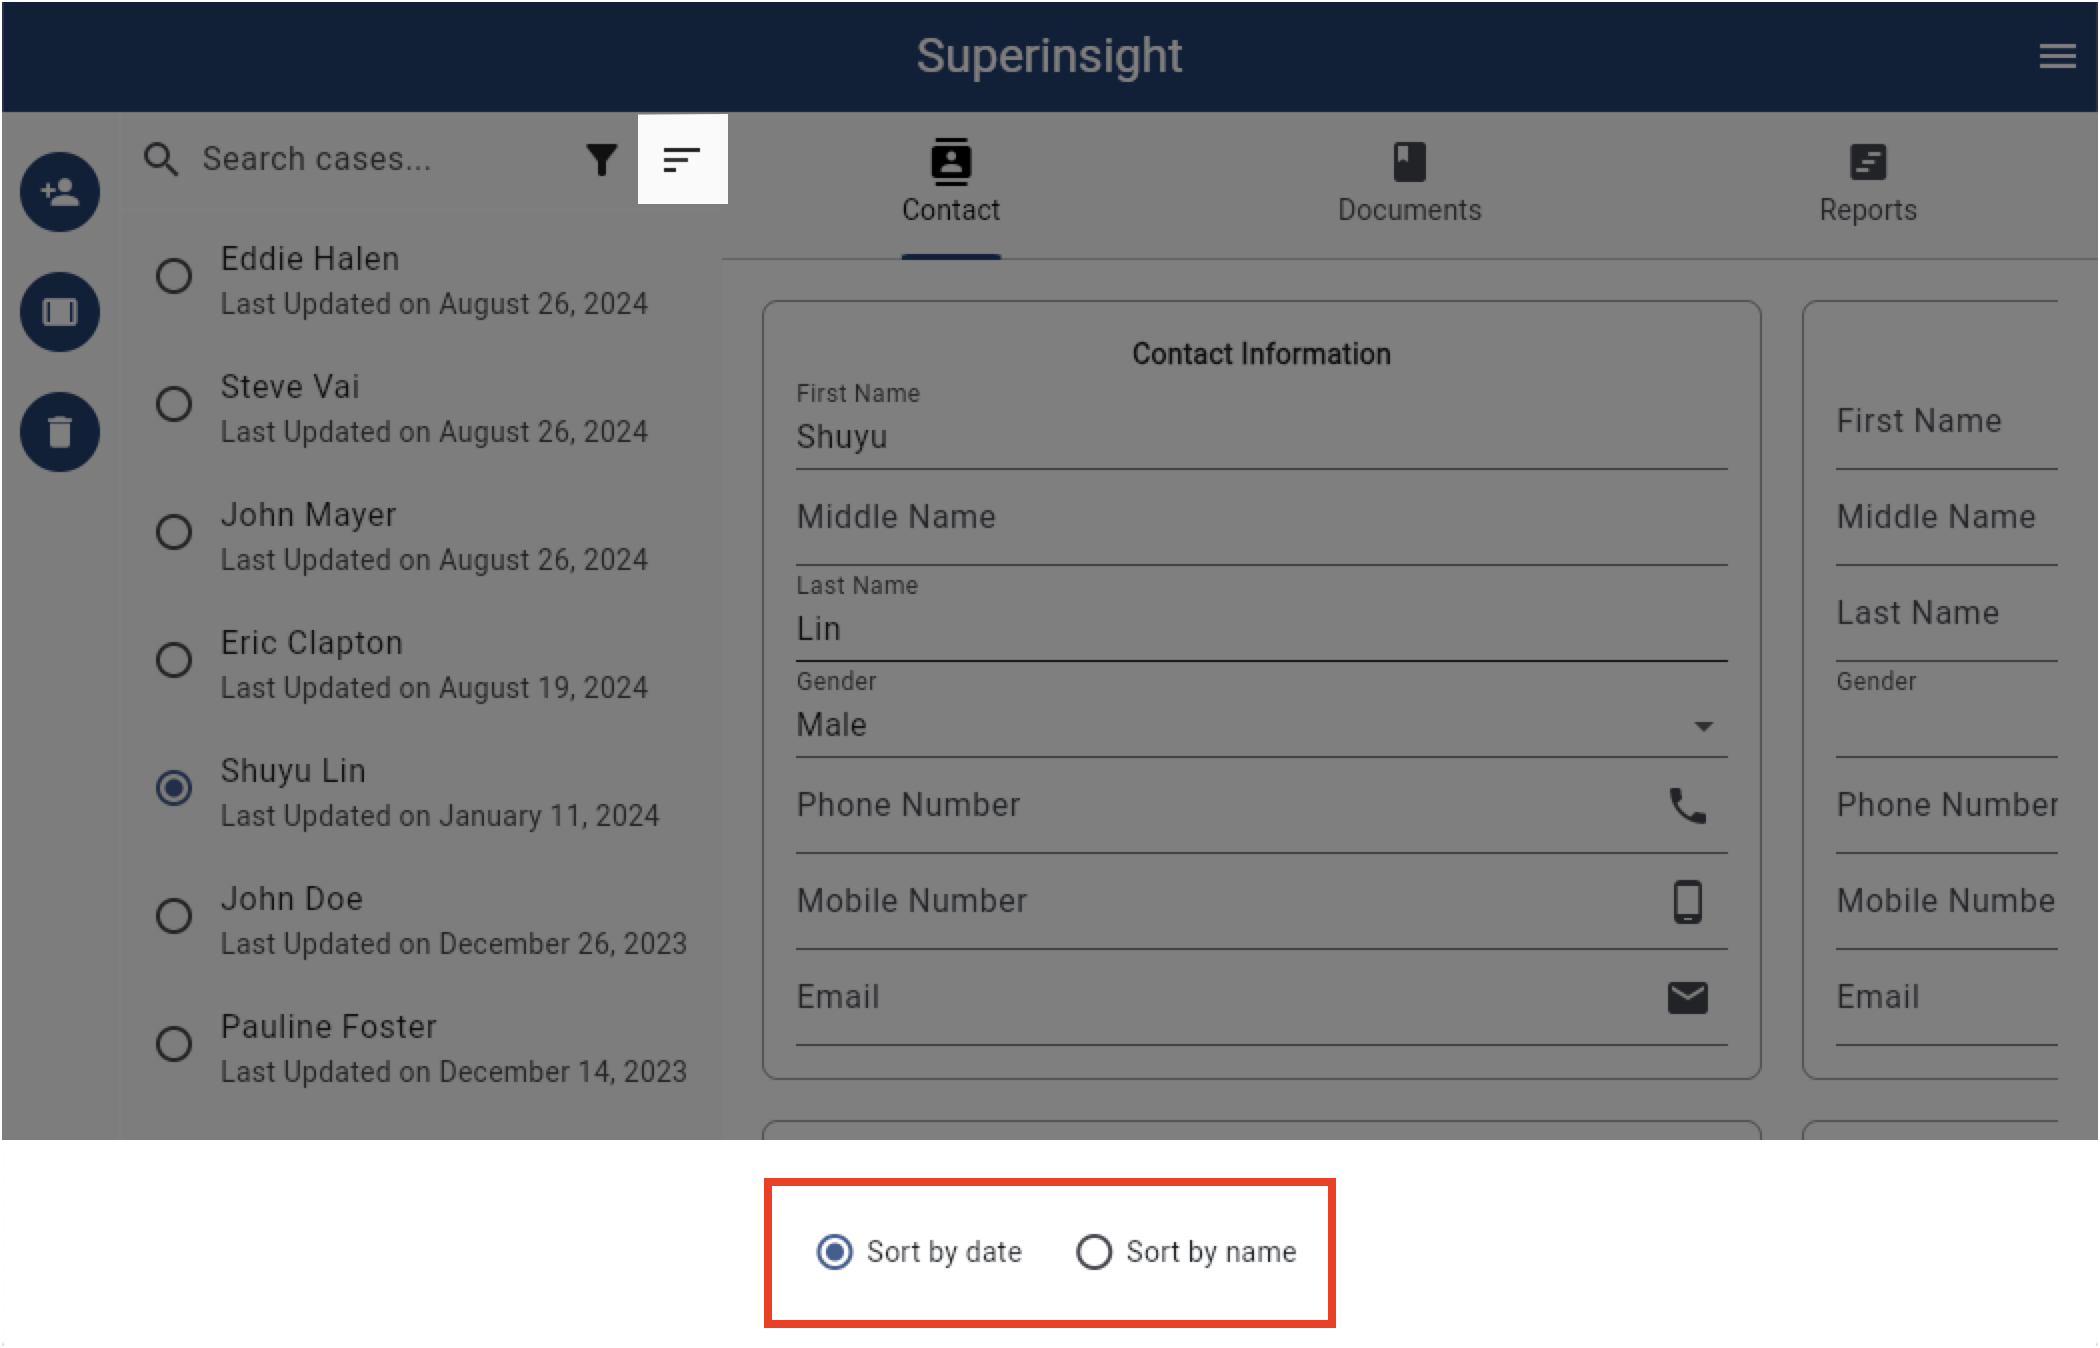 Superinsight
Search cases...
Eddie Halen
Last Updated on August 26, 2024
Steve Vai
Last Updated on August 26, 2024
John Mayer
Last Updated on August 26, 2024
Eric Clapton
Last Updated on August 19, 2024
Shuyu Lin
Last Updated on January 11, 2024
John Doe
Last Updated on December 26, 2023
Pauline Foster
Last Updated on December 14, 2023
Contact
Documents
Reports
Contact Information
First Name
Shuyu
Middle Name
Last Name
Lin
Gender
Male
Phone Number
Mobile Number
Email
First Name
Middle Name
Last Name
Gender
Phone Number
Mobile Numbe
Email
Sort by date
Sort by name